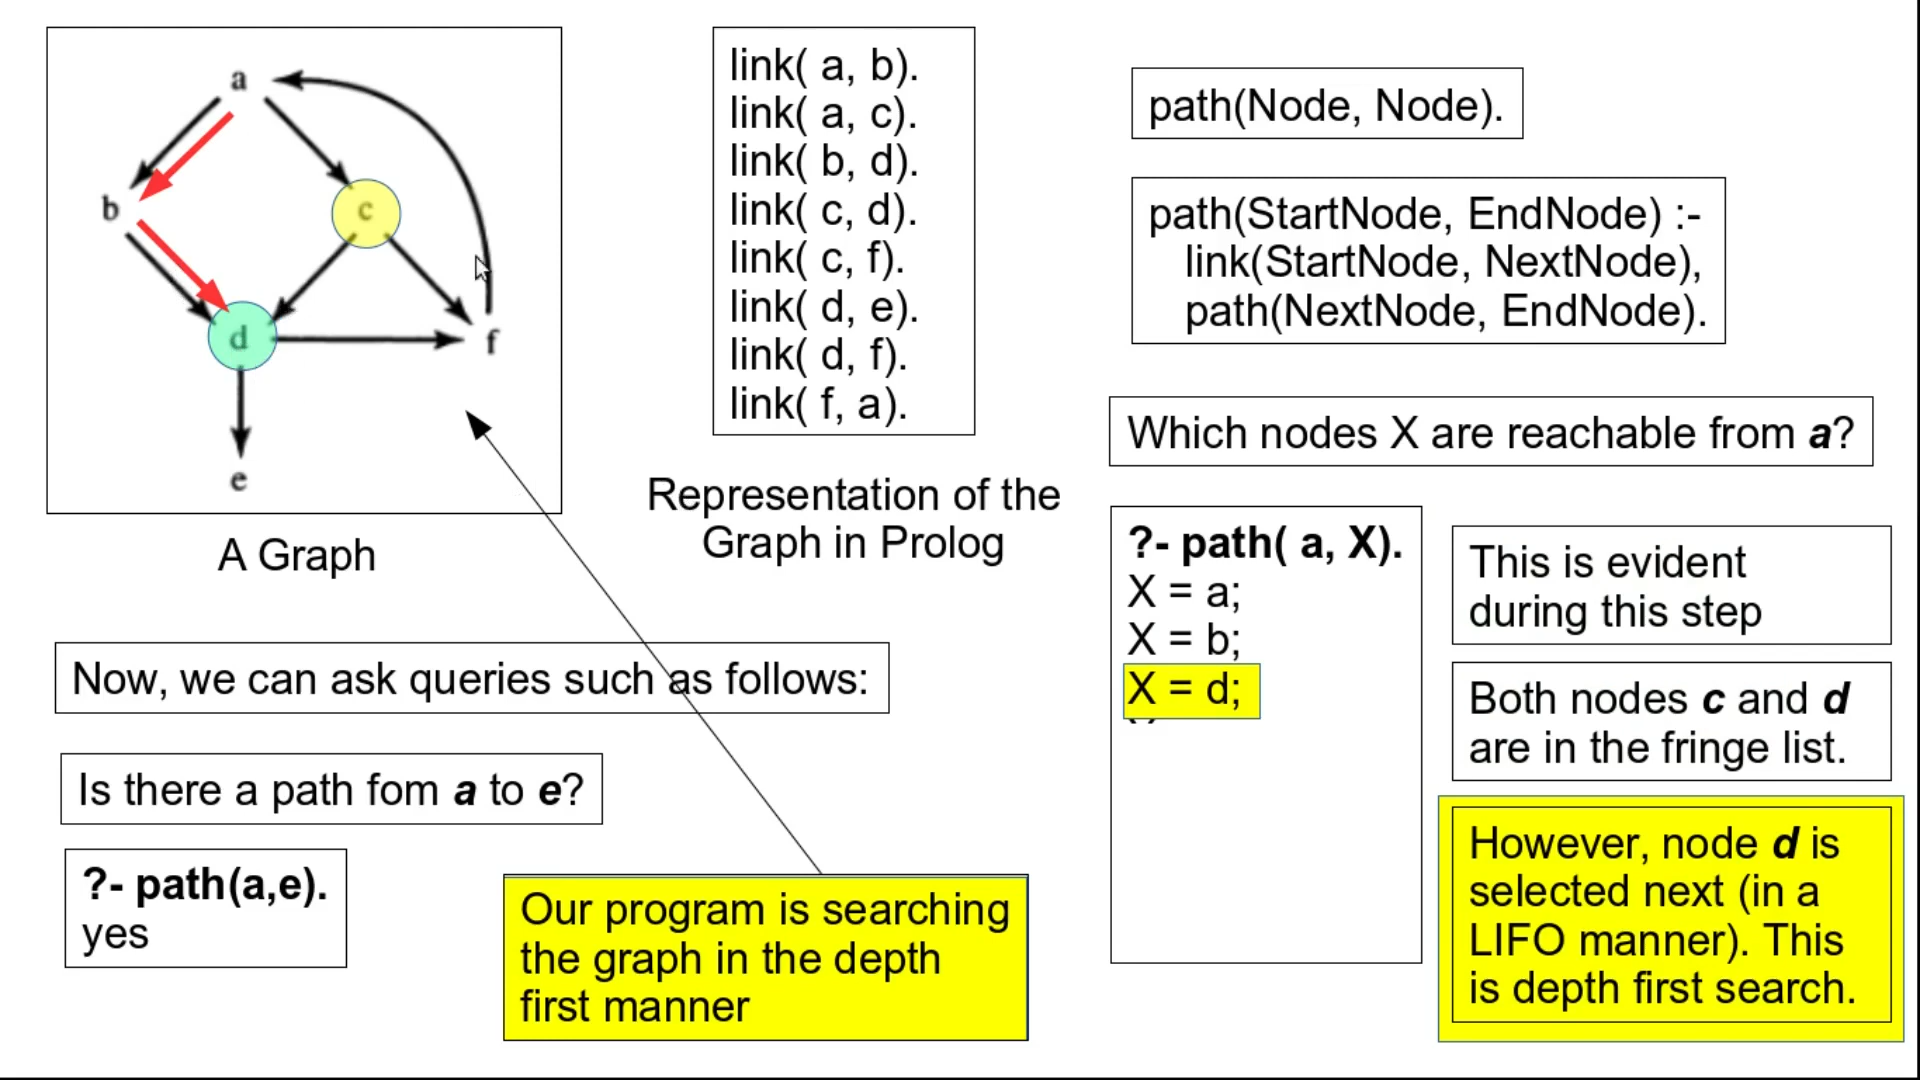 a
b
c
d
f
e
A Graph
link( a, b).
link( a, c).
link( b, d).
link( c, d).
link( c, f).
link( d, e).
link( d, f).
link( f, a).
Representation of the
Graph in Prolog
path(Node, Node).
path(StartNode, EndNode) :-
link(StartNode, NextNode),
path(NextNode, EndNode).
Which nodes X are reachable from a?
?- path( a, X).
X = a;
X = b;
X = d;
This is evident
during this step
Both nodes c and d
are in the fringe list.
However, node d is
selected next (in a
LIFO manner). This
is depth first search.
Now, we can ask queries such as follows:
Is there a path fom a to e?
?- path(a,e).
yes
Our program is searching
the graph in the depth
first manner